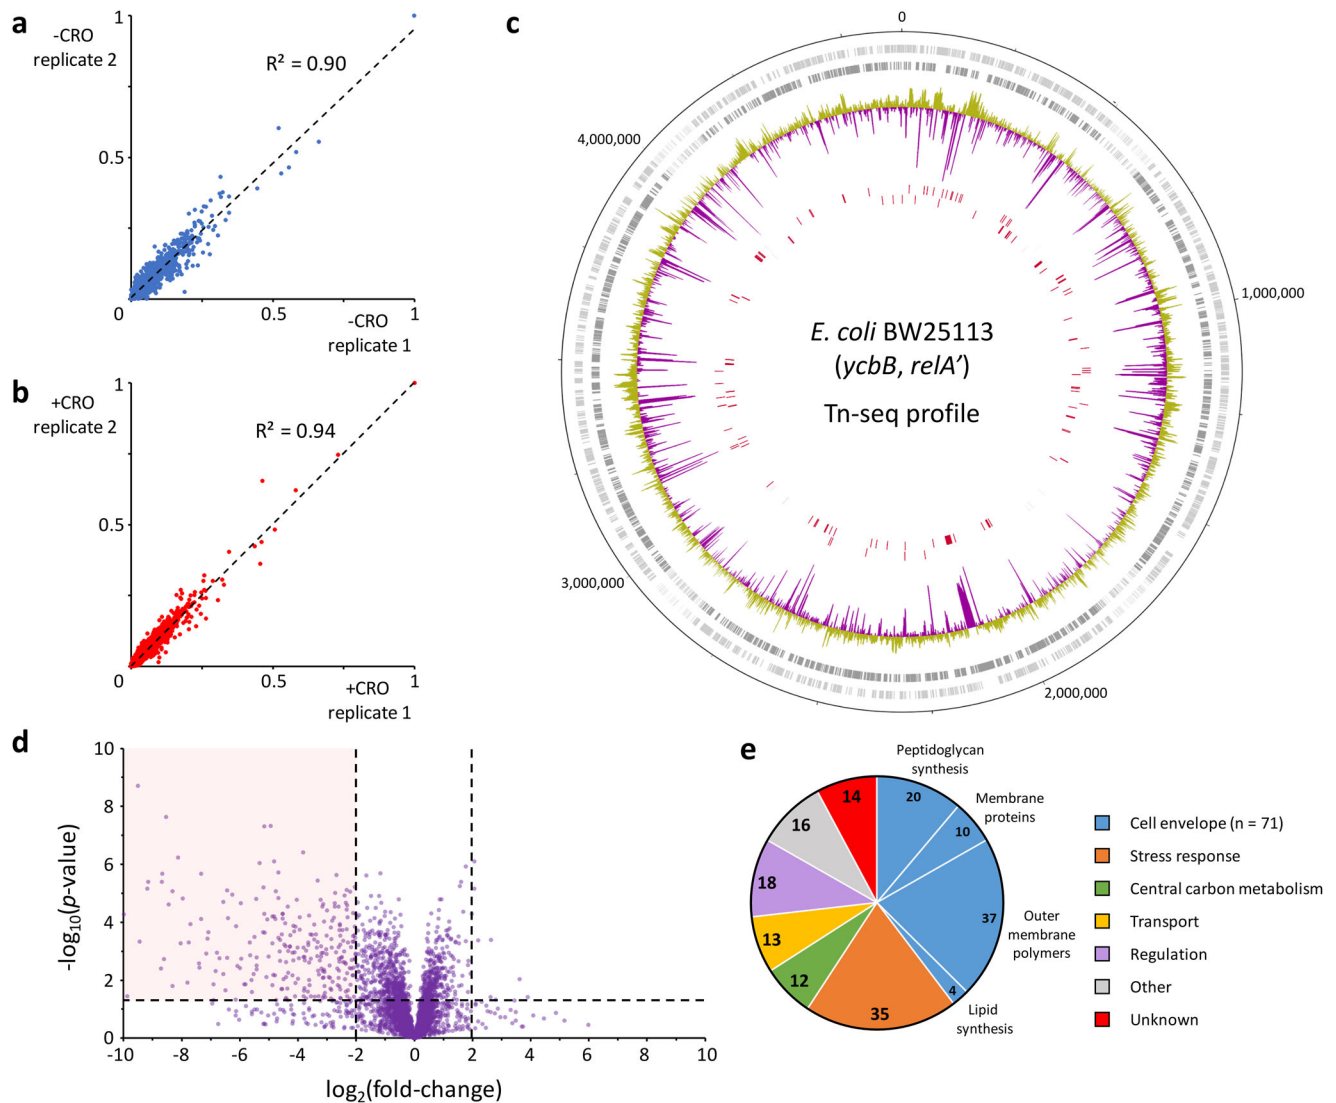 a
1
-CRO
replicate 2
R² = 0.90
0.5
0
0.5
1
-CRO
replicate 1
b
1
+CRO
replicate 2
R² = 0.94
0.5
0
0.5
1
+CRO
replicate 1
c
0
4,000,000
1,000,000
E. coli BW25113
(ycbB, relA’)
Tn-seq profile
3,000,000
2,000,000
d
10
8
6
4
2
0
-log₁₀(p-value)
-10
-8
-6
-4
-2
0
2
4
6
8
10
log₂(fold-change)
e
Peptidoglycan
synthesis
Membrane
proteins
Outer
membrane
polymers
Lipid
synthesis
20
10
37
4
35
12
13
18
16
14
Cell envelope (n = 71)
Stress response
Central carbon metabolism
Transport
Regulation
Other
Unknown